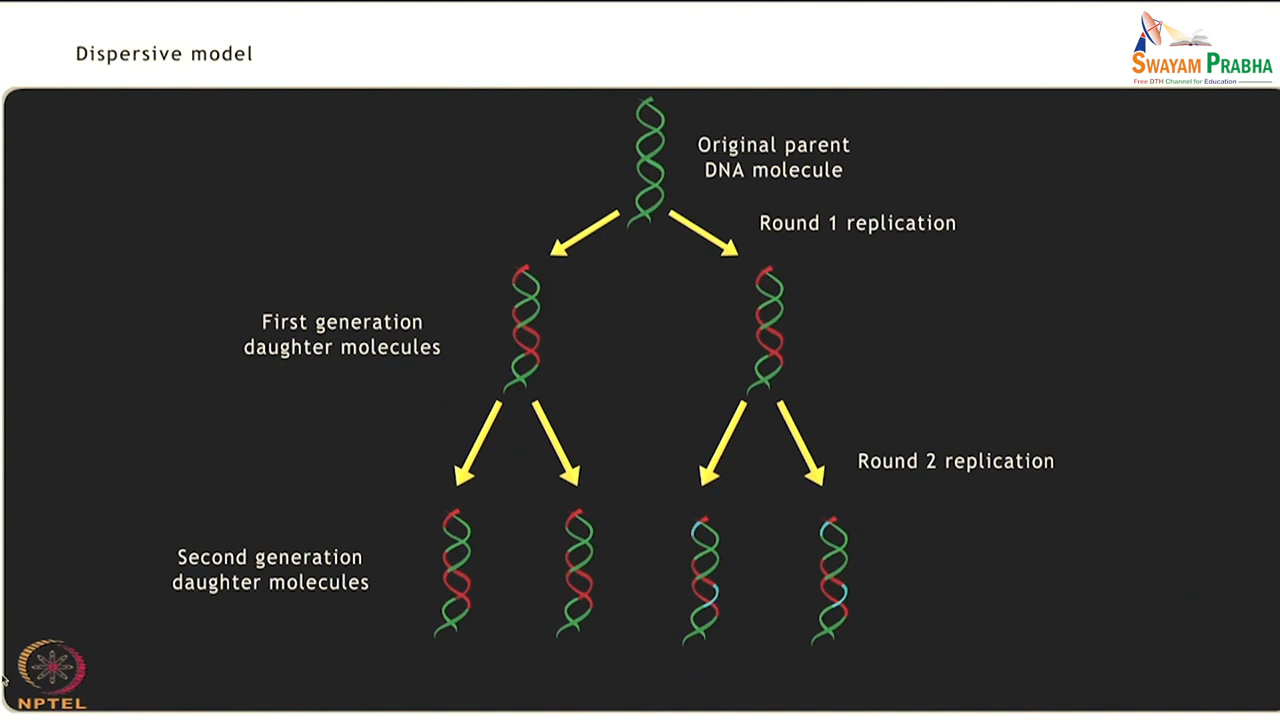 Dispersive model
SWAYAM PRABHA
Free DTH Channel for Education
Original parent
DNA molecule
Round 1 replication
First generation
daughter molecules
Round 2 replication
Second generation
daughter molecules
NPTEL